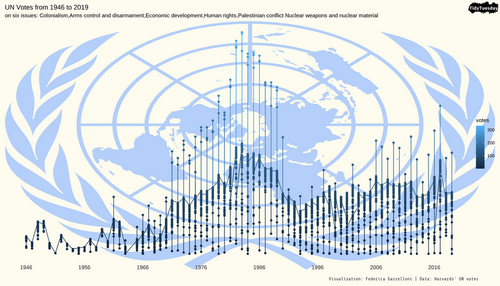 UN Votes from 1946 to 2019
on six issues: Colonialism,Arms control and disarmament,Economic development,Human rights,Palestinian conflict Nuclear weapons and nuclear material
TidyTuesday
votes
300
200
100
1946
1956
1966
1976
1986
1996
2006
2016
Visualization: Federica Gazzelloni | Data: Harvards' UN votes